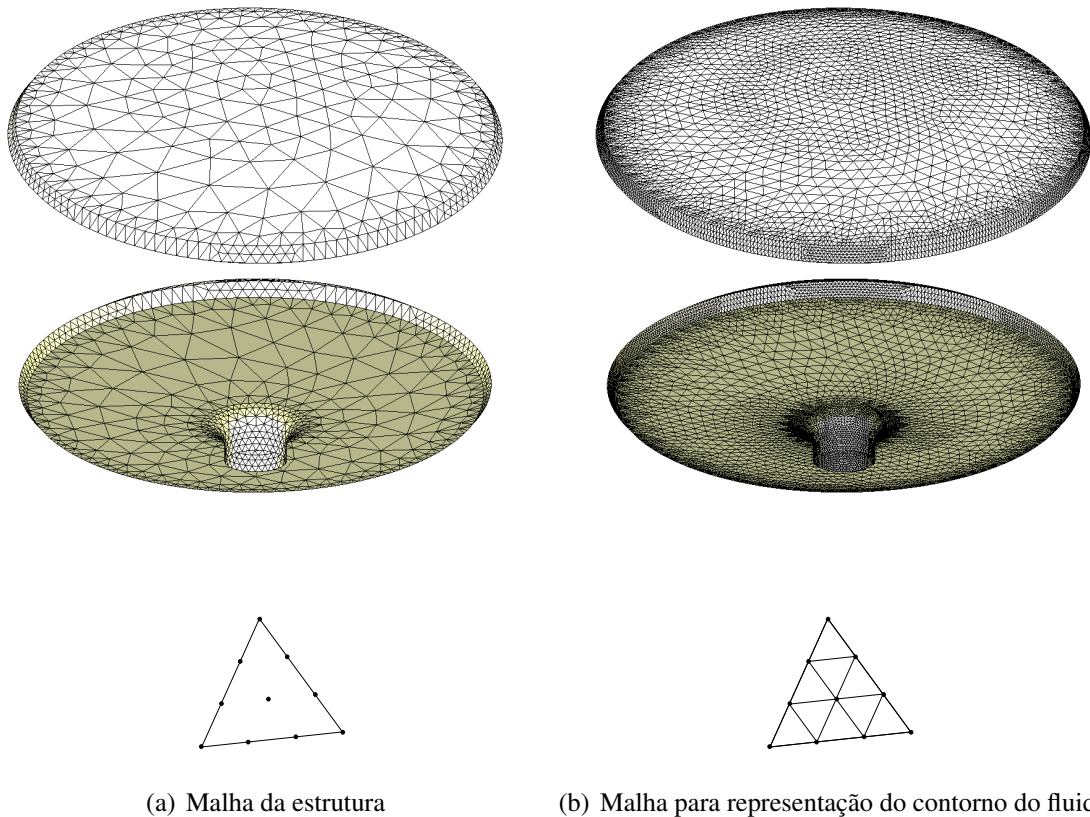 (a) Malha da estrutura
(b) Malha para representação do contorno do fluid